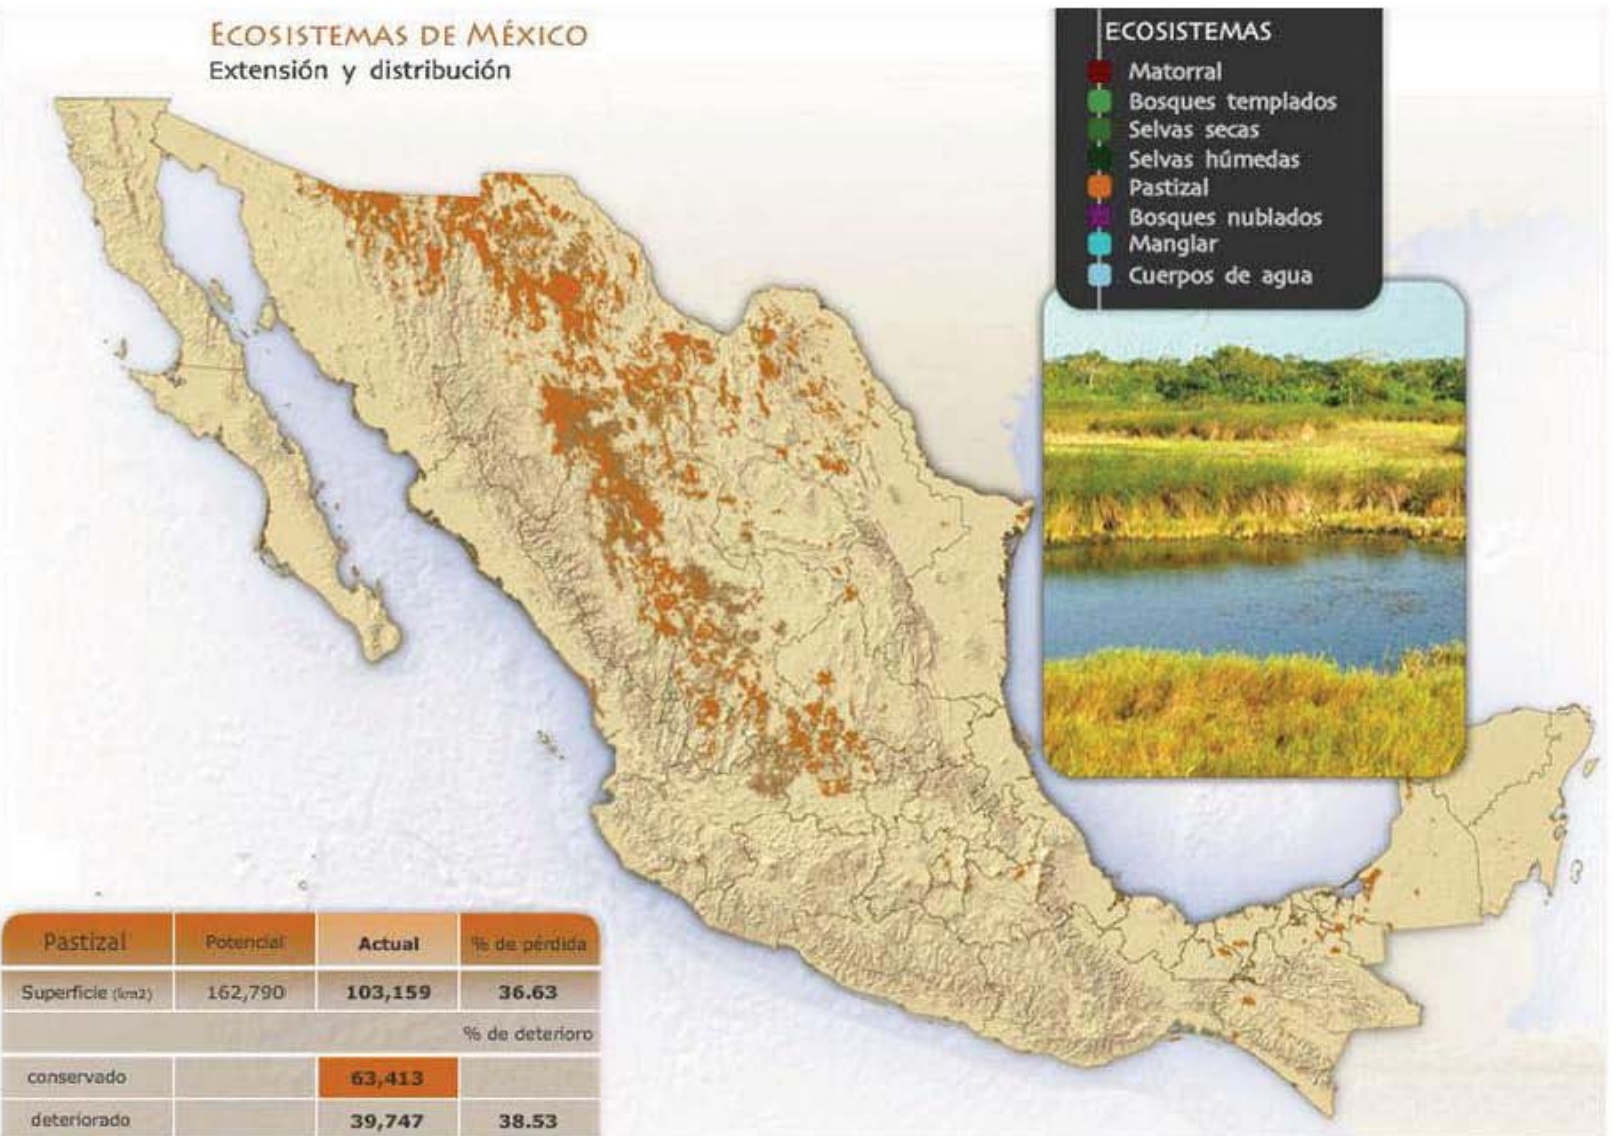 ECOSISTEMAS DE MÉXICO
Extensión y distribución
ECOSISTEMAS
Matorral
Bosques templados
Selvas secas
Selvas húmedas
Pastizal
Bosques nublados
Manglar
Cuerpos de agua
Pastizal Potencial Actual % de pérdida
Superficie (km2) 162,790 103,159 36.63
% de deterioro
conservado 63,413
deteriorado 39,747 38.53